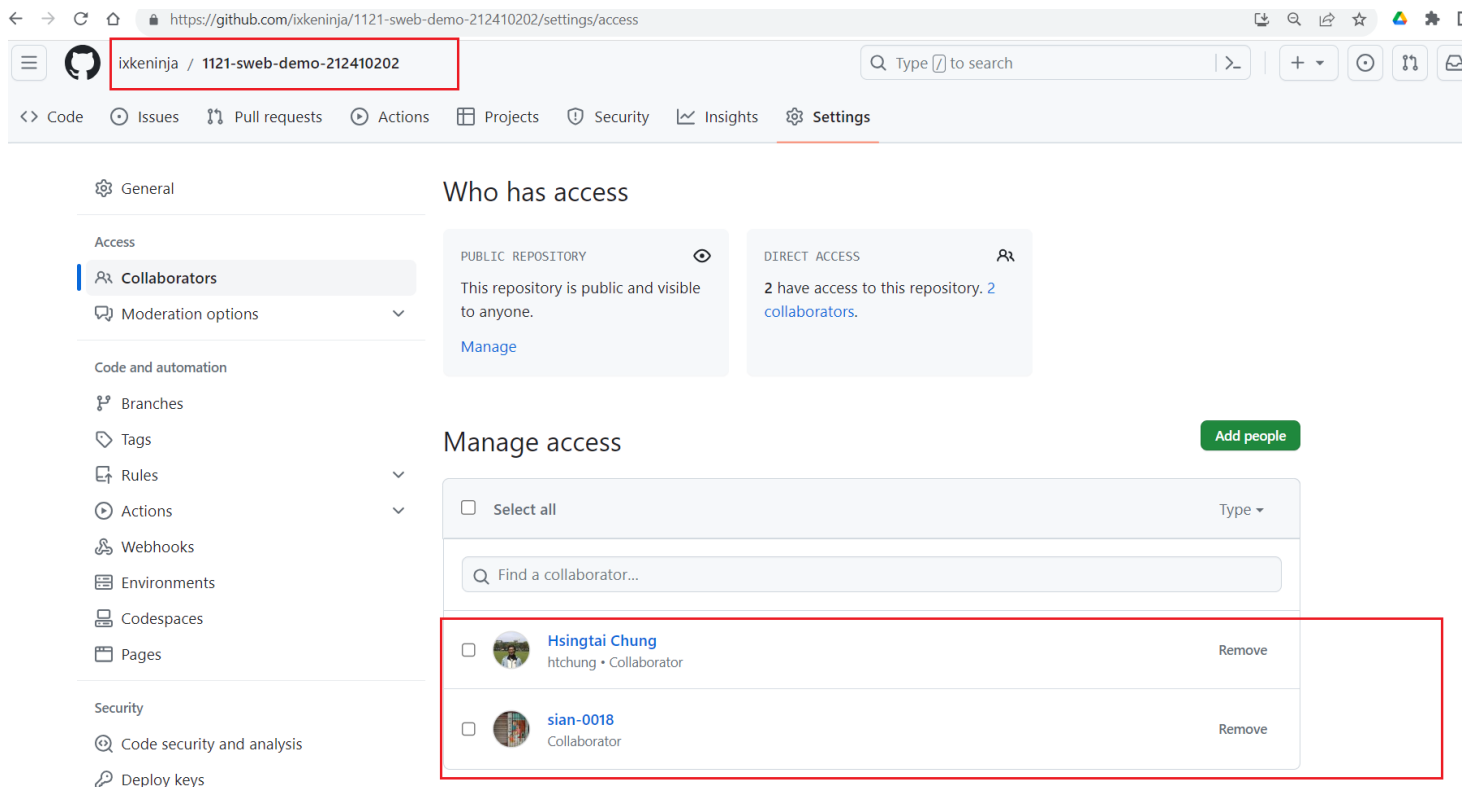 https://github.com/ixkeninja/1121-sweb-demo-212410202/settings/access
ixkeninja / 1121-sweb-demo-212410202
Type / to search
Code
Issues
Pull requests
Actions
Projects
Security
Insights
Settings
General
Access
Collaborators
Moderation options
Code and automation
Branches
Tags
Rules
Actions
Webhooks
Environments
Codespaces
Pages
Security
Code security and analysis
Deploy keys
Who has access
PUBLIC REPOSITORY
This repository is public and visible
to anyone.
Manage
DIRECT ACCESS
2 have access to this repository. 2
collaborators.
Manage access
Add people
Select all
Type
Find a collaborator...
Hsingtai Chung
htchung • Collaborator
Remove
sian-0018
Collaborator
Remove